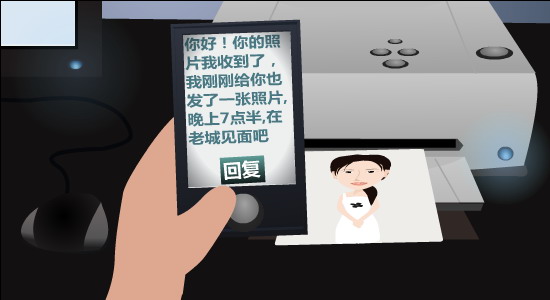 你好！你的照
片我收到了，
我刚刚给你也
发了一张照片,
晚上7点半,在
老城见面吧
回复